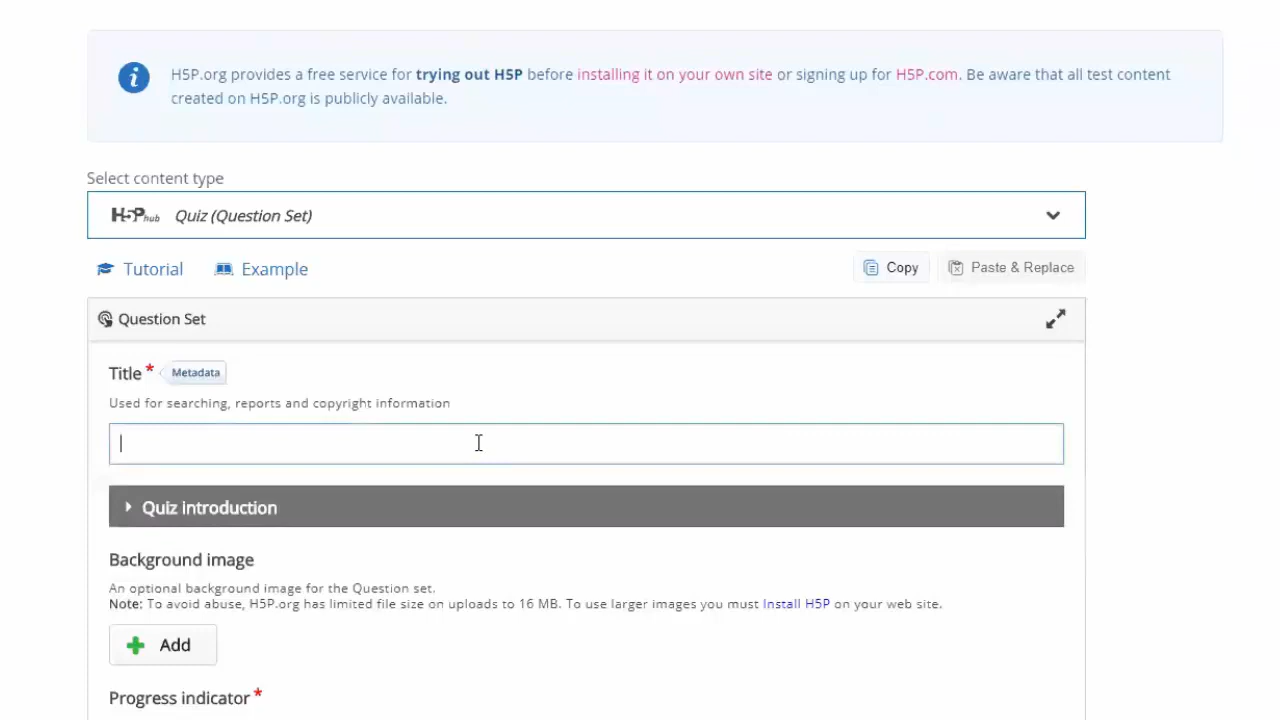 H5P.org provides a free service for trying out H5P before installing it on your own site or signing up for H5P.com. Be aware that all test content
created on H5P.org is publicly available.
Select content type
H5Phub Quiz (Question Set)
Tutorial Example Copy Paste & Replace
Question Set
Title * Metadata
Used for searching, reports and copyright information
Quiz introduction
Background image
An optional background image for the Question set.
Note: To avoid abuse, H5P.org has limited file size on uploads to 16 MB. To use larger images you must Install H5P on your web site.
Add
Progress indicator *